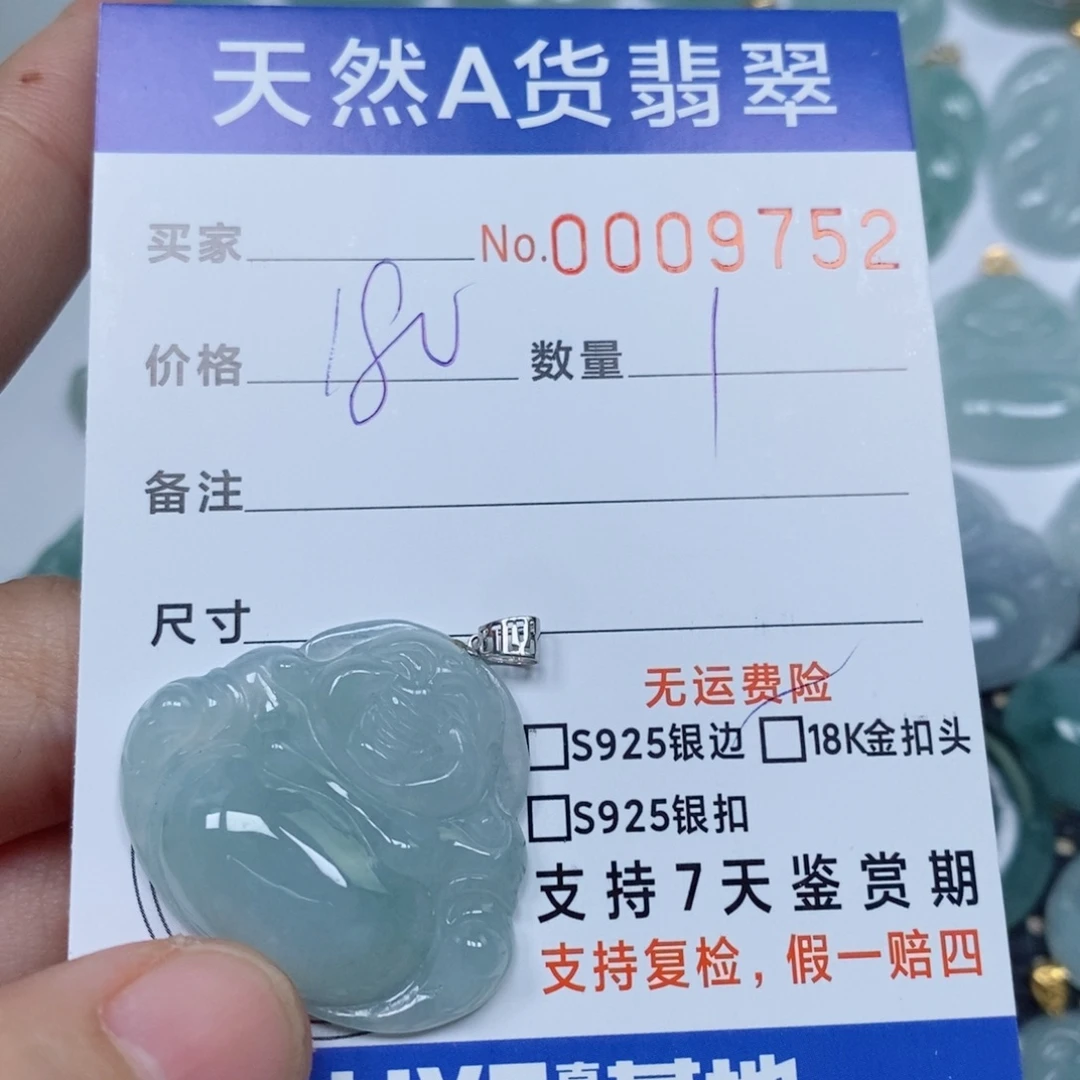 天然A货翡翠
买家 No.0009752
价格 180 数量 1
备注
尺寸
无运费险
S925银边 18K金扣头
S925银扣
支持7天鉴赏期
支持复检，假一赔四
基地